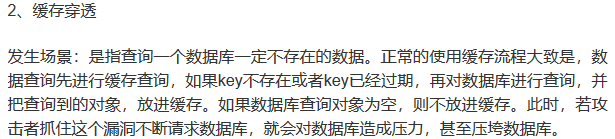 2、缓存穿透
发生场景：是指查询一个数据库一定不存在的数据。正常的使用缓存流程大致是，数
据查询先进行缓存查询，如果key不存在或者key已经过期，再对数据库进行查询，并
把查询到的对象，放进缓存。如果数据库查询对象为空，则不放进缓存。此时，若攻
击者抓住这个漏洞不断请求数据库，就会对数据库造成压力，甚至压垮数据库。